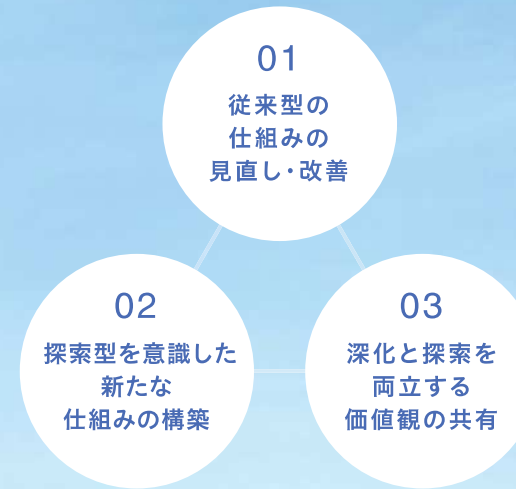 01
従来型の
仕組みの
見直し・改善
02
探索型を意識した
新たな
仕組みの構築
03
深化と探索を
両立する
価値観の共有